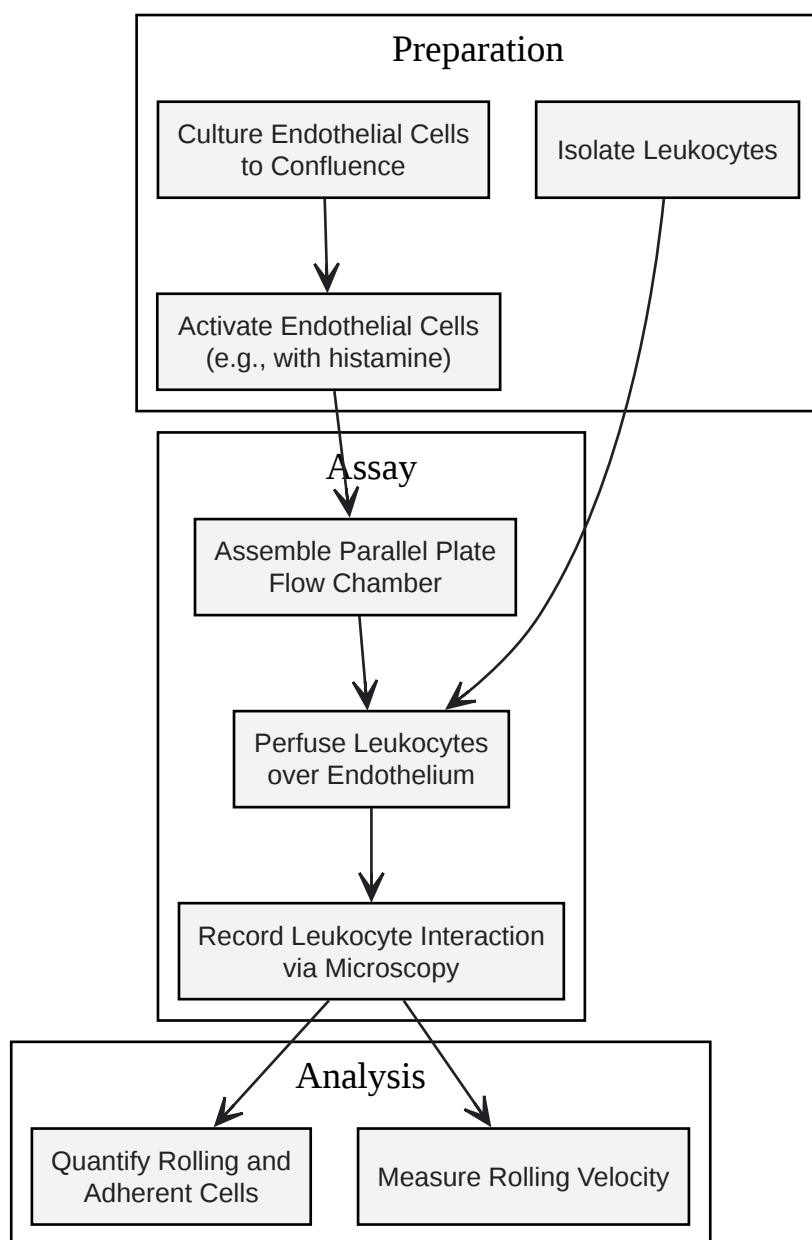 Preparation
Culture Endothelial Cells
to Confluence
Isolate Leukocytes
Activate Endothelial Cells
(e.g., with histamine)
Assay
Assemble Parallel Plate
Flow Chamber
Perfuse Leukocytes
over Endothelium
Record Leukocyte Interaction
via Microscopy
Analysis
Quantify Rolling and
Adherent Cells
Measure Rolling Velocity